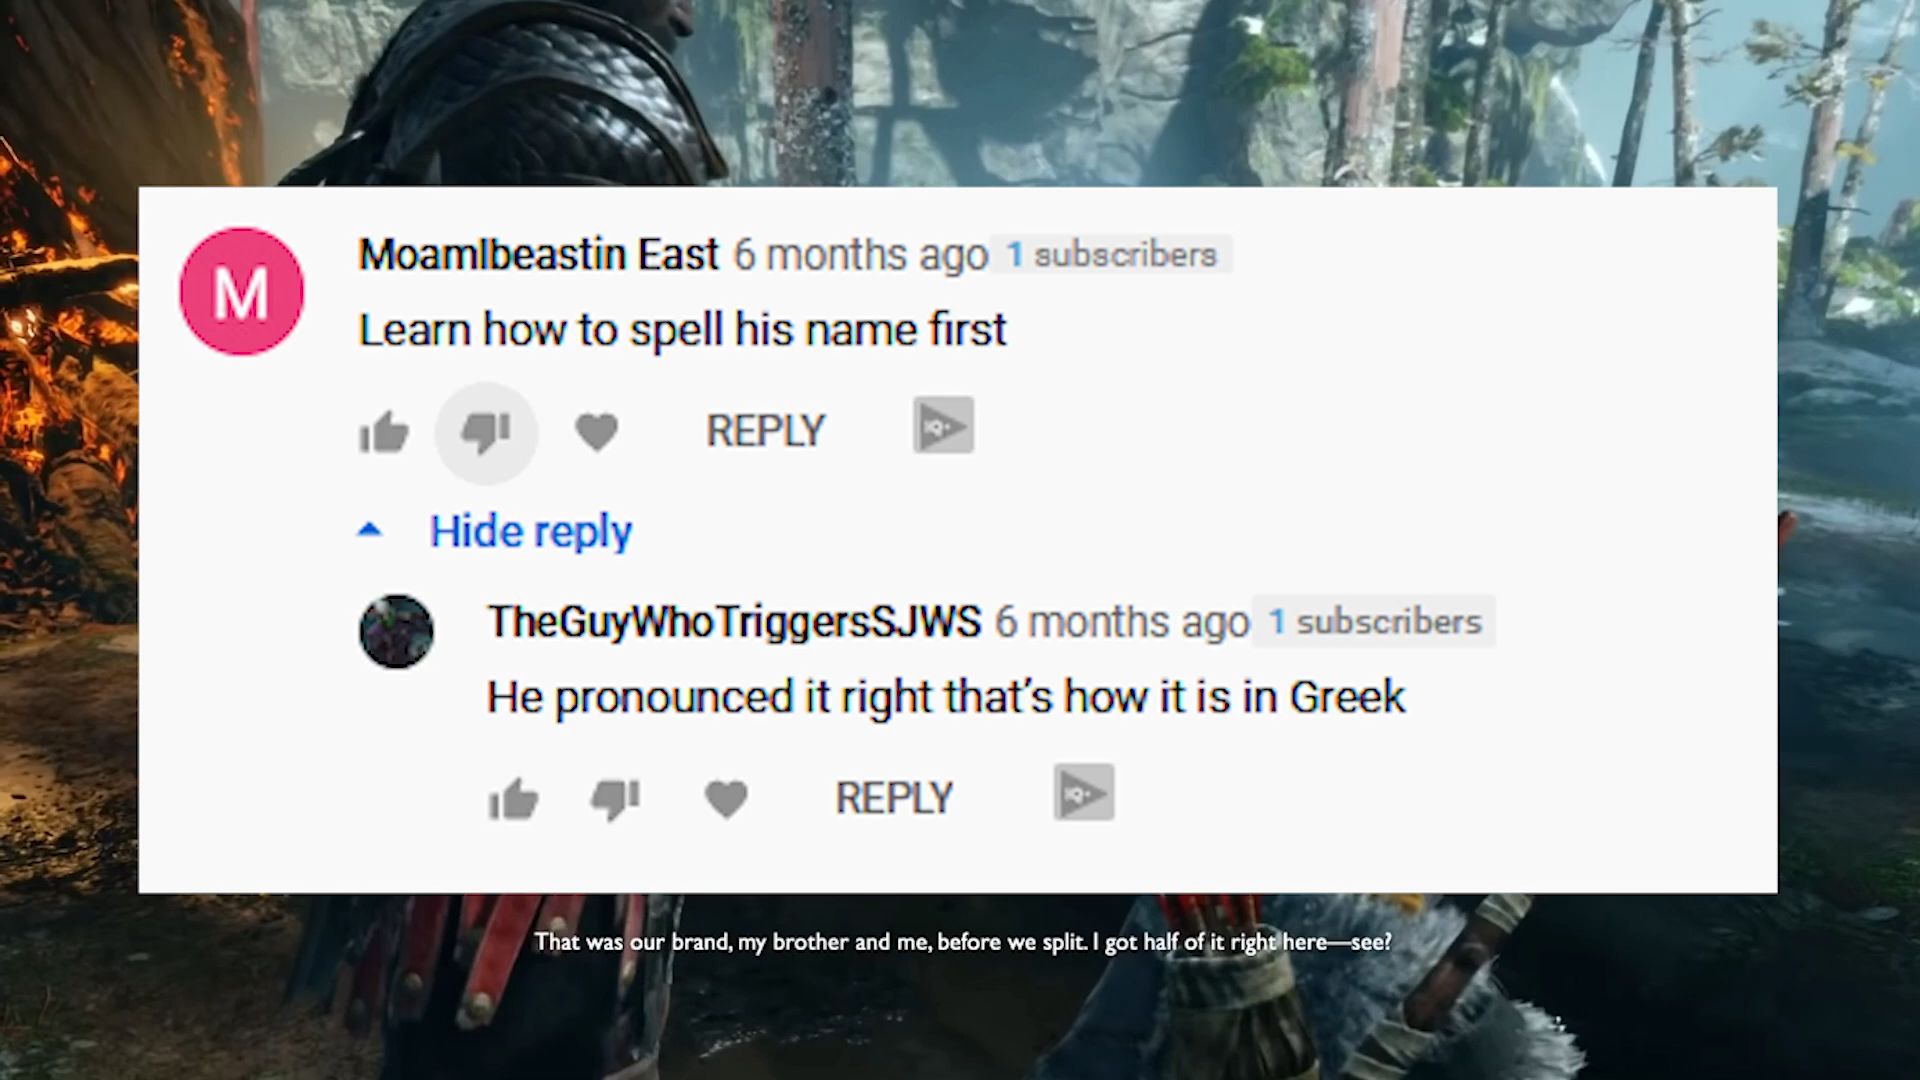 MoamIbeastin East 6 months ago 1 subscribers
Learn how to spell his name first
REPLY
Hide reply
TheGuyWhoTriggersSJWS 6 months ago 1 subscribers
He pronounced it right that's how it is in Greek
REPLY
That was our brand, my brother and me, before we split. I got half of it right here—see?